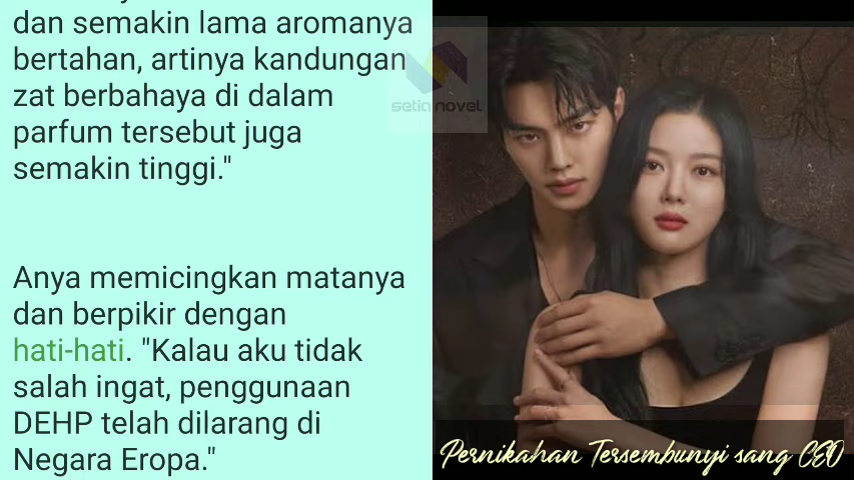 dan semakin lama aromanya
bertahan, artinya kandungan
zat berbahaya di dalam
parfum tersebut juga
semakin tinggi."
Anya memicingkan matanya
dan berpikir dengan
hati-hati. "Kalau aku tidak
salah ingat, penggunaan
DEHP telah dilarang di
Negara Eropa."
setia novel
Pernikahan Tersembunyi sang CEO